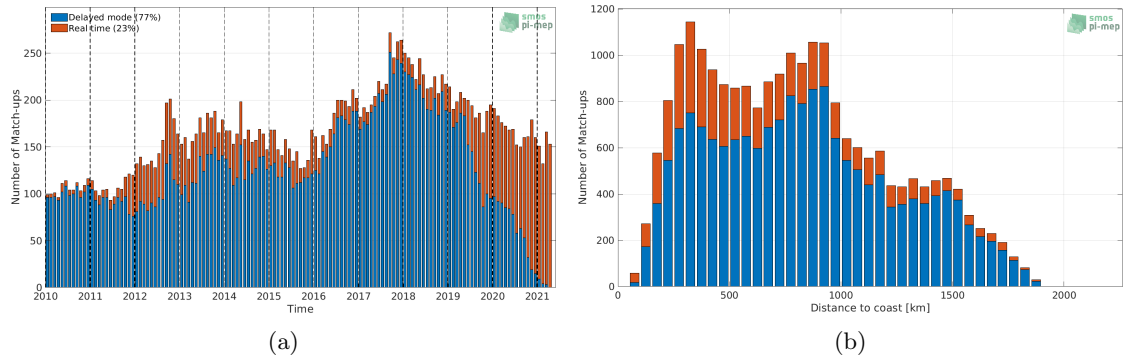 Delayed mode (77%)
Real time (23%)
smos
pi-mep
Number of Match-ups
250
200
150
100
50
0
2010 2011 2012 2013 2014 2015 2016 2017 2018 2019 2020 2021
Time
(a)
smos
pi-mep
Number of Match-ups
1200
1000
800
600
400
200
0
0 500 1000 1500 2000
Distance to coast [km]
(b)